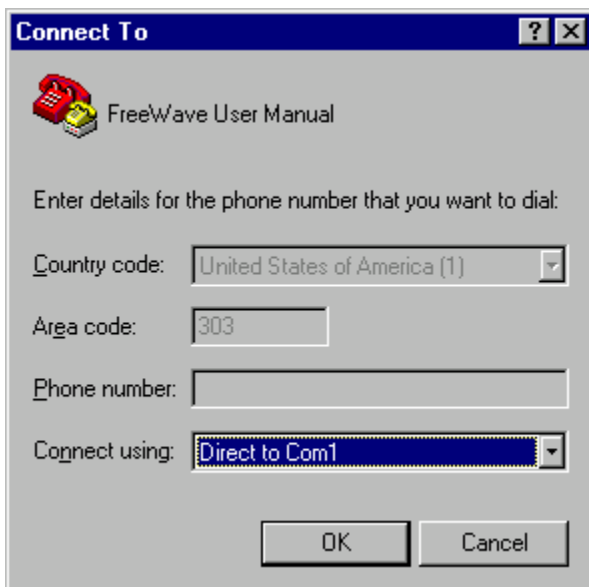 Connect To
FreeWave User Manual
Enter details for the phone number that you want to dial:
Country code: United States of America (1)
Area code: 303
Phone number:
Connect using: Direct to Com1
OK Cancel